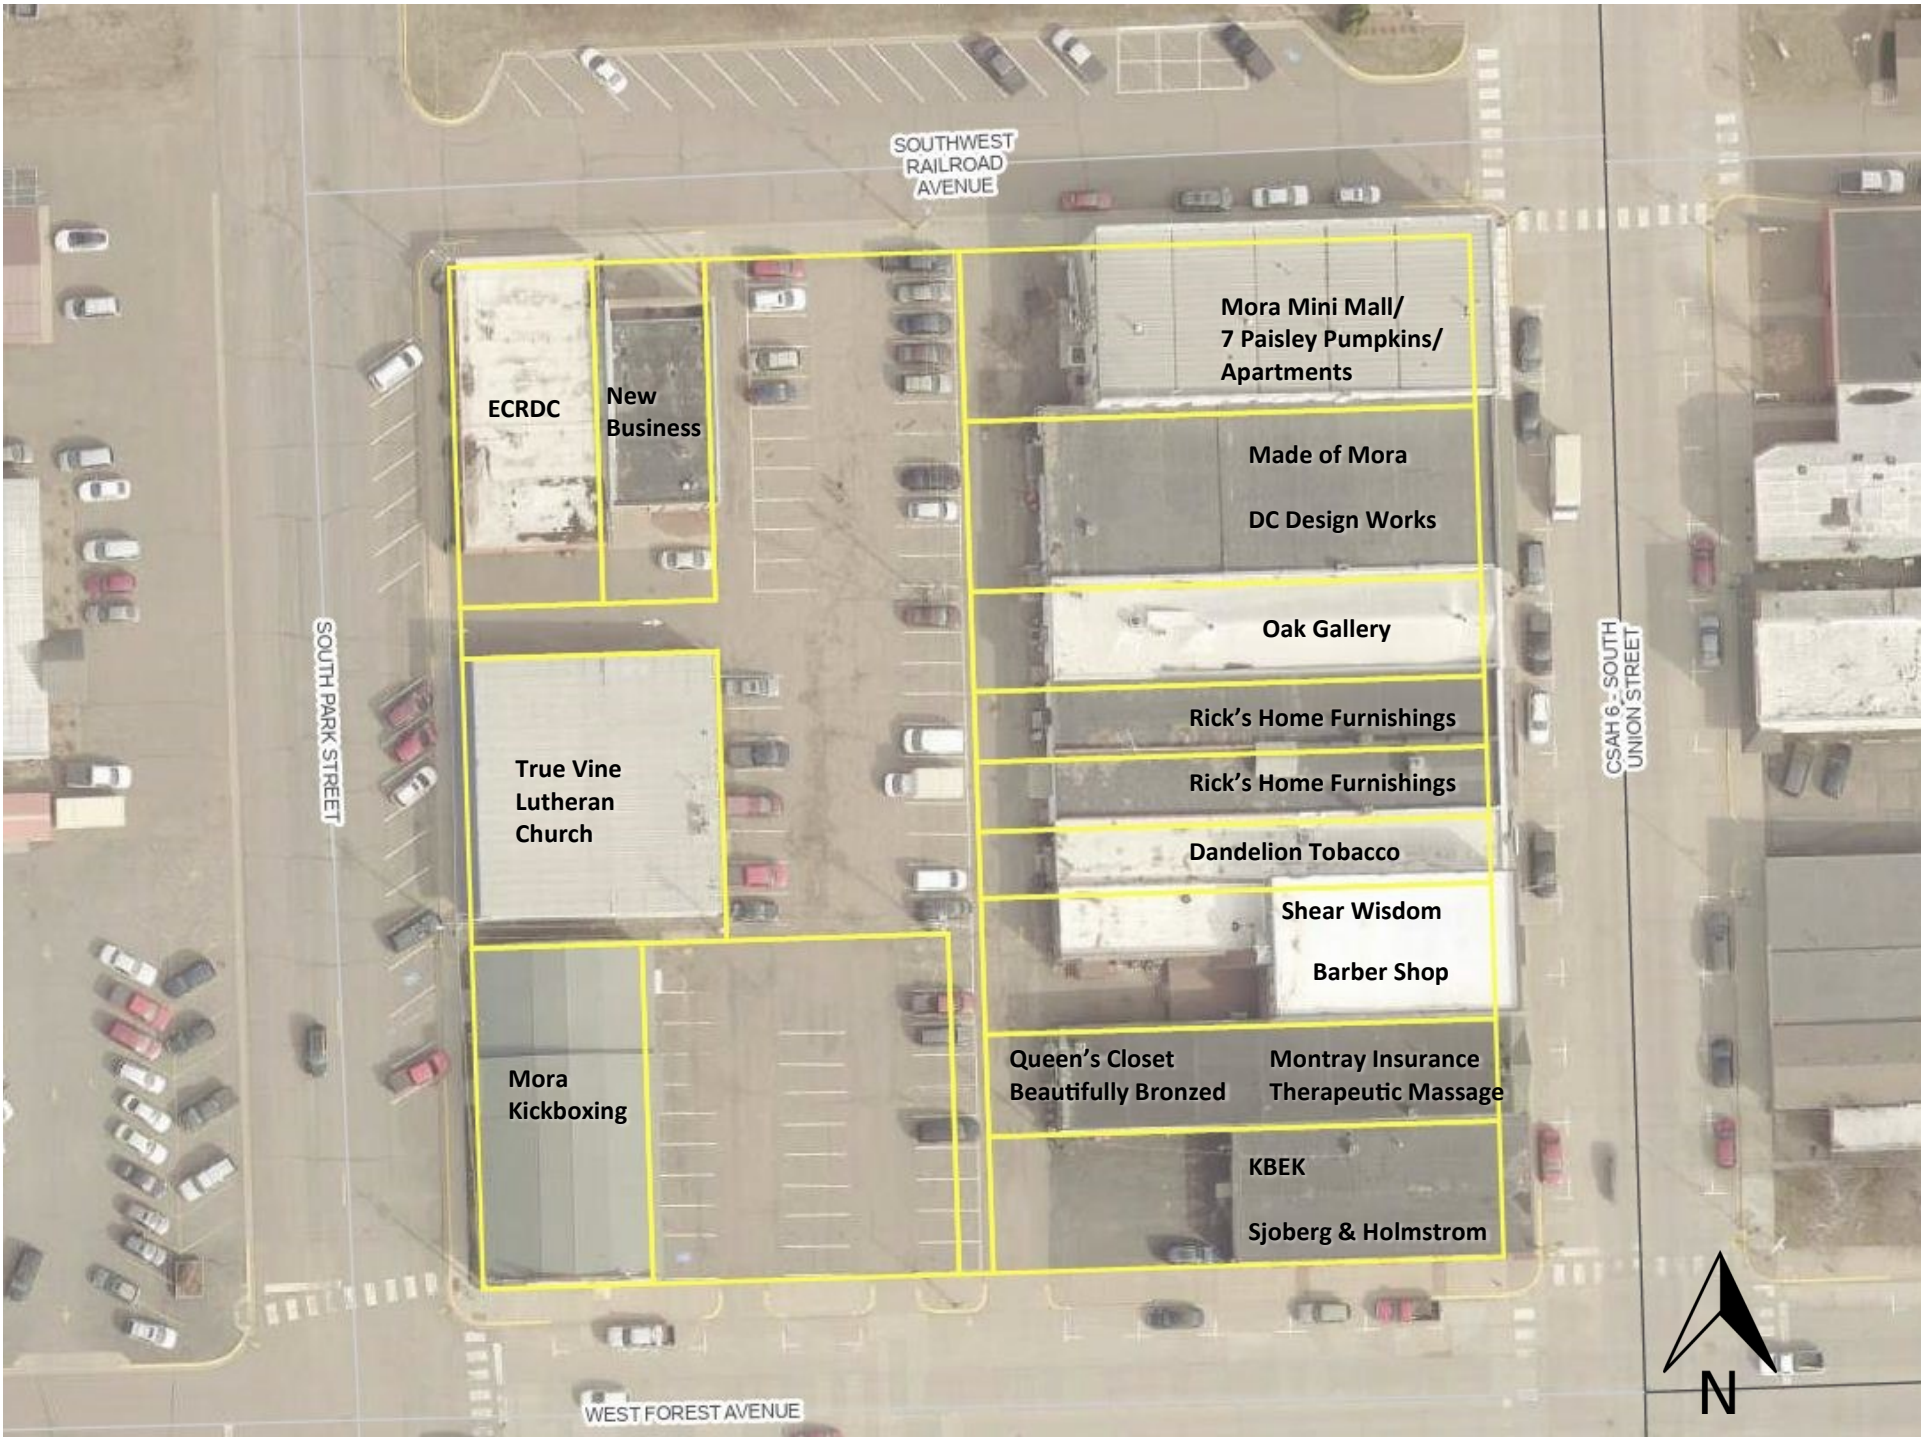 SOUTHWEST
RAILROAD
AVENUE
Mora Mini Mall/
7 Paisley Pumpkins/
Apartments
ECRDC
New
Business
Made of Mora
DC Design Works
Oak Gallery
SOUTH PARK STREET
CSAH 6 - SOUTH
UNION STREET
Rick's Home Furnishings
Rick's Home Furnishings
True Vine
Lutheran
Church
Dandelion Tobacco
Shear Wisdom
Barber Shop
Queen's Closet
Beautifully Bronzed
Montray Insurance
Therapeutic Massage
Mora
Kickboxing
KBEK
Sjoberg & Holmstrom
WEST FOREST AVENUE
N